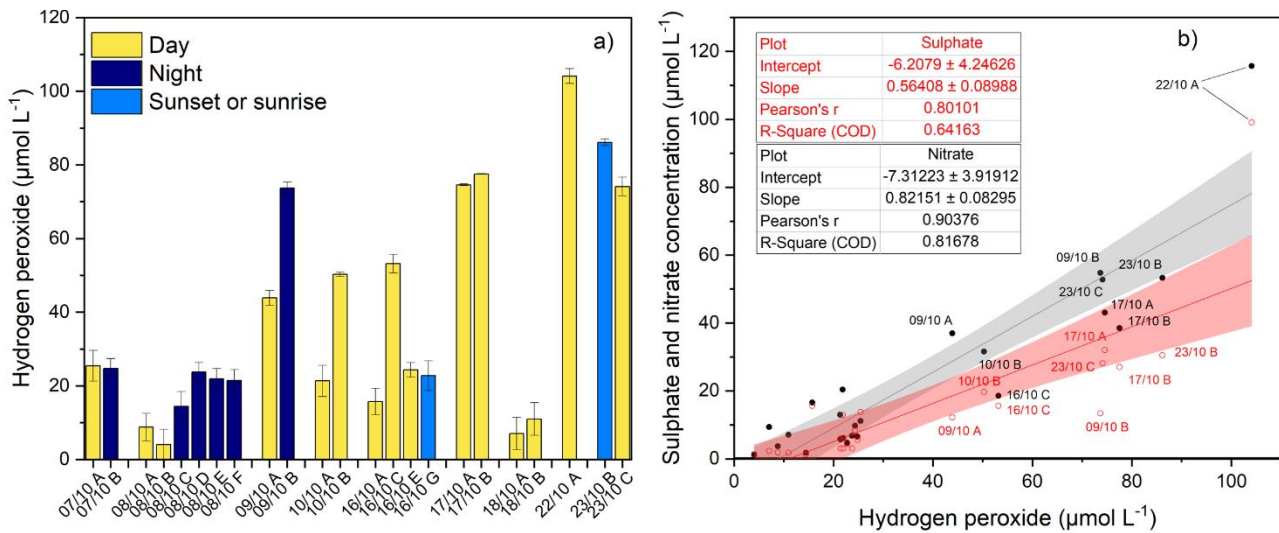 a)
Day
Night
Sunset or sunrise
Hydrogen peroxide (µmol L⁻¹)
120
100
80
60
40
20
0
07/10 A
07/10 B
08/10 A
08/10 B
08/10 C
08/10 D
08/10 E
08/10 F
09/10 A
09/10 B
10/10 A
10/10 B
16/10 A
16/10 C
16/10 E
16/10 G
17/10 A
17/10 B
18/10 A
18/10 B
22/10 A
23/10 B
23/10 C
b)
Sulphate and nitrate concentration (µmol L⁻¹)
120
100
80
60
40
20
0
Plot Sulphate
Intercept -6.2079 ± 4.24626
Slope 0.56408 ± 0.08988
Pearson's r 0.80101
R-Square (COD) 0.64163
Plot Nitrate
Intercept -7.31223 ± 3.91912
Slope 0.82151 ± 0.08295
Pearson's r 0.90376
R-Square (COD) 0.81678
22/10 A
09/10 B
23/10 B
23/10 C
09/10 A
17/10 A
17/10 B
17/10 A
10/10 B
23/10 C
23/10 B
10/10 B
17/10 B
16/10 C
16/10 C
09/10 A
09/10 B
0 20 40 60 80 100
Hydrogen peroxide (µmol L⁻¹)